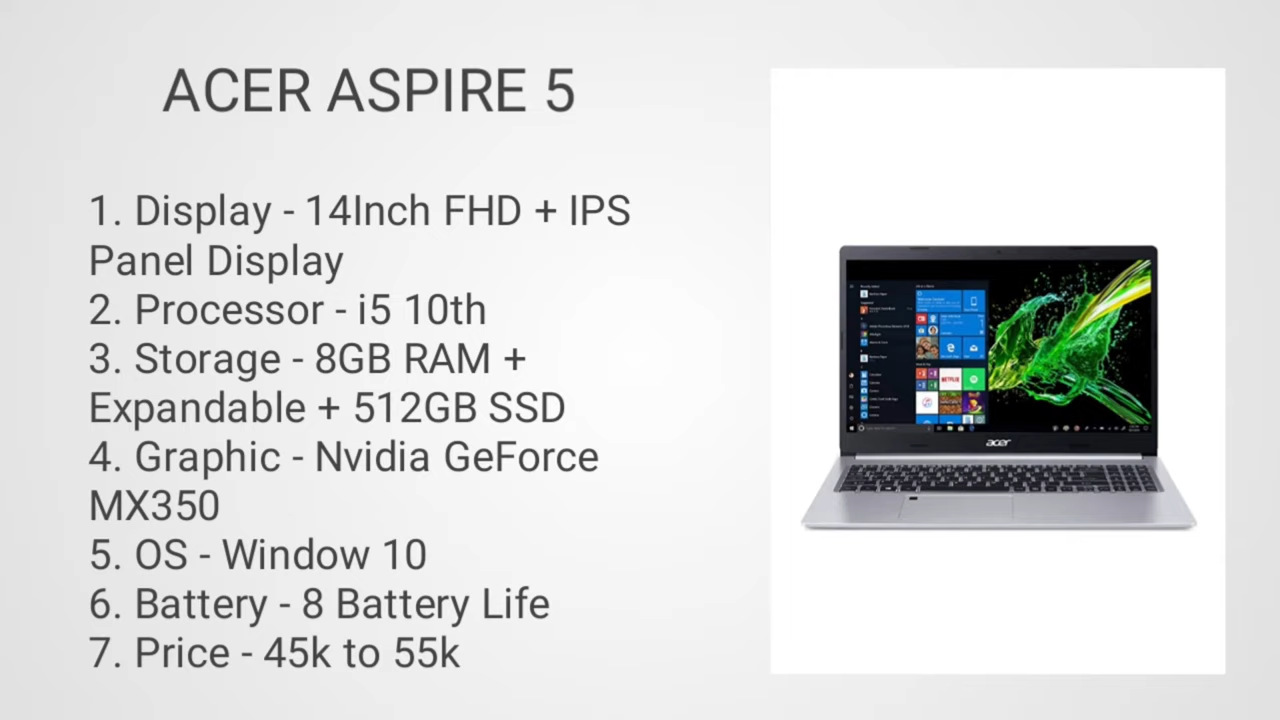 ACER ASPIRE 5
1. Display - 14Inch FHD + IPS
Panel Display
2. Processor - i5 10th
3. Storage - 8GB RAM +
Expandable + 512GB SSD
4. Graphic - Nvidia GeForce
MX350
5. OS - Window 10
6. Battery - 8 Battery Life
7. Price - 45k to 55k
NETFLIX
acer